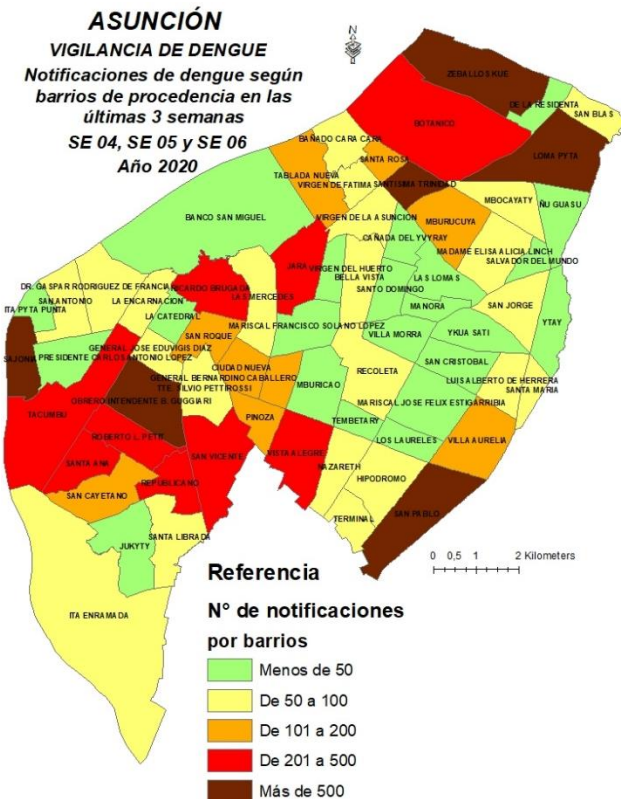 ASUNCIÓN
VIGILANCIA DE DENGUE
Notificaciones de dengue según
barrios de procedencia en las
últimas 3 semanas
SE 04, SE 05 y SE 06
Año 2020
N
ZEBALLOS KUE
DE LA RESIDENTA
SAN BLAS
BOTANICO
BAÑADO CARA CARA
LOMA PYTA
SANTA ROSA
TABLADA NUEVA
VIRGEN DE FATIMA
SANTISIMA TRINIDAD
MBOCAYATY
ÑU GUASU
BANCO SAN MIGUEL
VIRGEN DE LA ASUNCION
MBURUCUYA
CAÑADA DEL YVYRAY
MADAME ELISA ALICIA LINCH
SALVADOR DEL MUNDO
JARA
VIRGEN DEL HUERTO
BELLA VISTA
LAS LOMAS
SANTO DOMINGO
MANORA
DR. GASPAR RODRIGUEZ DE FRANCIA
RICARDO BRUGADA
LAS MERCEDES
SAN ANTONIO
LA ENCARNACION
ITA PYTA PUNTA
LA CATEDRAL
SAN JORGE
YTAY
MARISCAL FRANCISCO SOLANO LOPEZ
SAN ROQUE
VILLA MORRA
YKUA SATI
GENERAL JOSE EDUVIGIS DIAZ
SAJONIA
PRESIDENTE CARLOS ANTONIO LOPEZ
SAN CRISTOBAL
CIUDAD NUEVA
RECOLETA
GENERAL BERNARDINO CABALLERO
LUIS ALBERTO DE HERRERA
TTE. SILVIO PETTIROSSI
MBURICAO
SANTA MARIA
TACUMBU
OBRERO INTENDENTE B. GUGGIARI
MARISCAL JOSE FELIX ESTIGARRIBIA
PINOZA
TEMBETARY
ROBERTO L. PETIT
LOS LAURELES
VILLA AURELIA
SANTA ANA
SAN VICENTE
VISTA ALEGRE
NAZARETH
REPUBLICANO
HIPODROMO
SAN CAYETANO
TERMINAL
SAN PABLO
SANTA LIBRADA
JUKYTY
ITA ENRAMADA
0 0,5 1 2 Kilometers
Referencia
N° de notificaciones
por barrios
Menos de 50
De 50 a 100
De 101 a 200
De 201 a 500
Más de 500